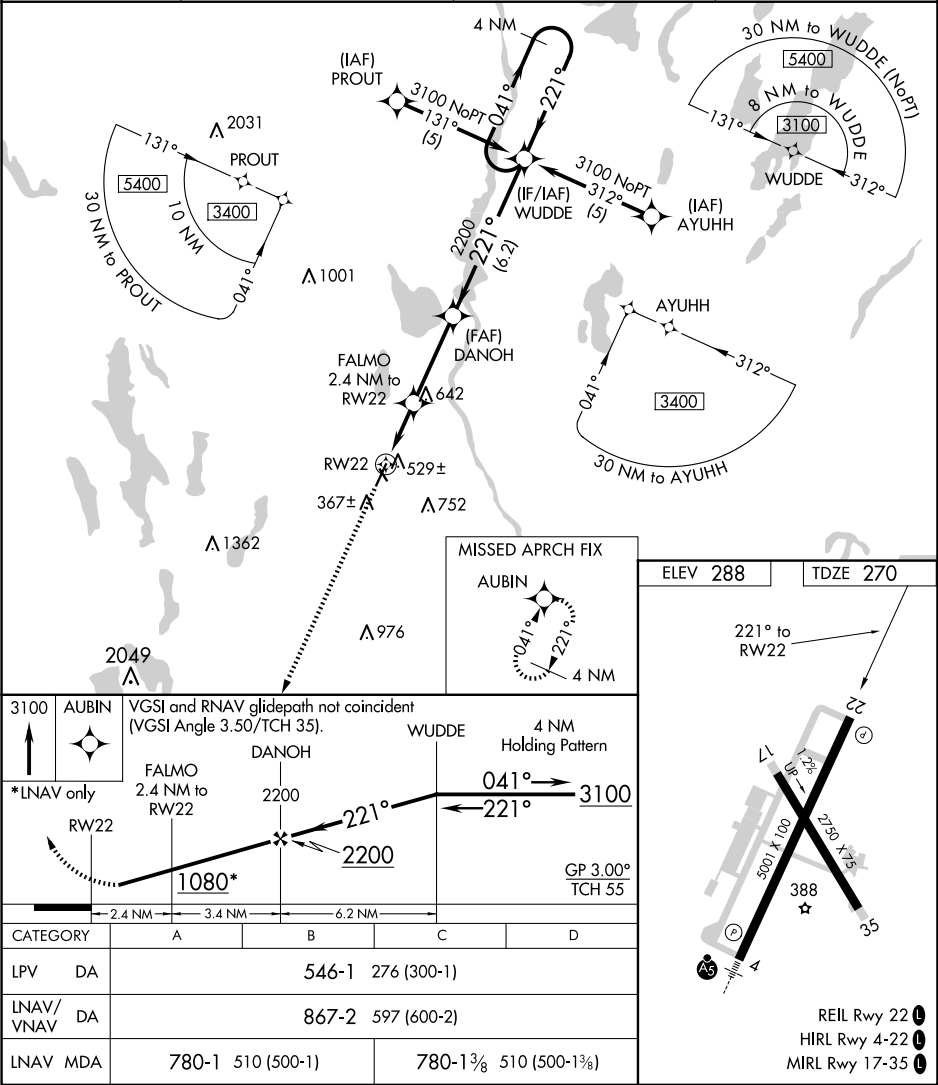 4 NM
(IAF)
PROUT
3100 NoPT
131°
(5)
041°
221°
30 NM to WUDDE (NoPT)
5400
8 NM to WUDDE
3100
131°
312°
WUDDE
2031
131°
PROUT
5400
3400
10 NM
30 NM to PROUT
041°
(IF/IAF)
WUDDE
3100 NoPT
312°
(5)
(IAF)
AYUHH
2200
221°
(6.2)
1001
(FAF)
DANOH
AYUHH
312°
041°
3400
30 NM to AYUHH
FALMO
2.4 NM to
RW22
642
RW22
529±
367±
752
1362
976
2049
MISSED APRCH FIX
AUBIN
041°
221°
4 NM
ELEV 288
TDZE 270
221° to
RW22
22
P
17
1.2%
UP
5001 X 100
2750 X 75
388
35
P
A5
4
REIL Rwy 22 L
HIRL Rwy 4-22 L
MIRL Rwy 17-35 L
3100
AUBIN
VGSI and RNAV glidepath not coincident
(VGSI Angle 3.50/TCH 35).
*LNAV only
RW22
FALMO
2.4 NM to
RW22
DANOH
2200
WUDDE
4 NM
Holding Pattern
041°
221°
3100
221°
2200
1080*
GP 3.00°
TCH 55
2.4 NM
3.4 NM
6.2 NM
CATEGORY A B C D
LPV DA 546-1 276 (300-1)
LNAV/
VNAV DA 867-2 597 (600-2)
LNAV MDA 780-1 510 (500-1) 780-1⅜ 510 (500-1⅜)